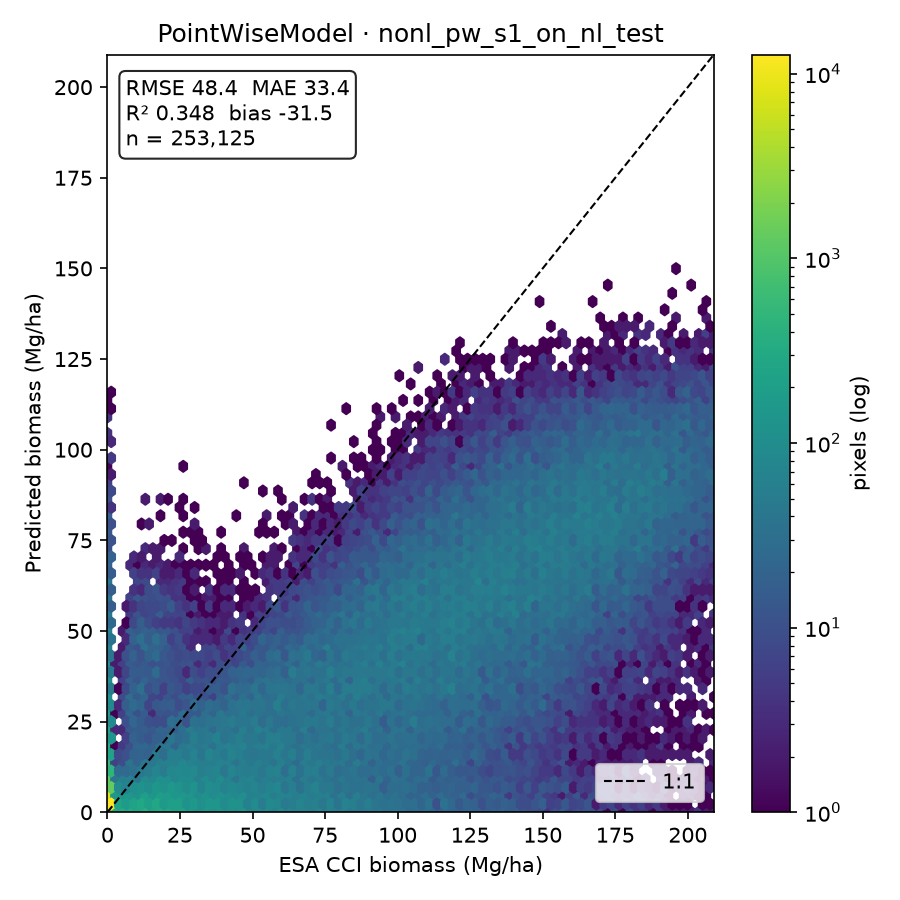 PointWiseModel · nonl_pw_s1_on_nl_test
RMSE 48.4  MAE 33.4
R² 0.348  bias -31.5
n = 253,125
200
175
150
125
100
75
50
25
0
Predicted biomass (Mg/ha)
0 25 50 75 100 125 150 175 200
ESA CCI biomass (Mg/ha)
1:1
10⁴
10³
10²
10¹
10⁰
pixels (log)